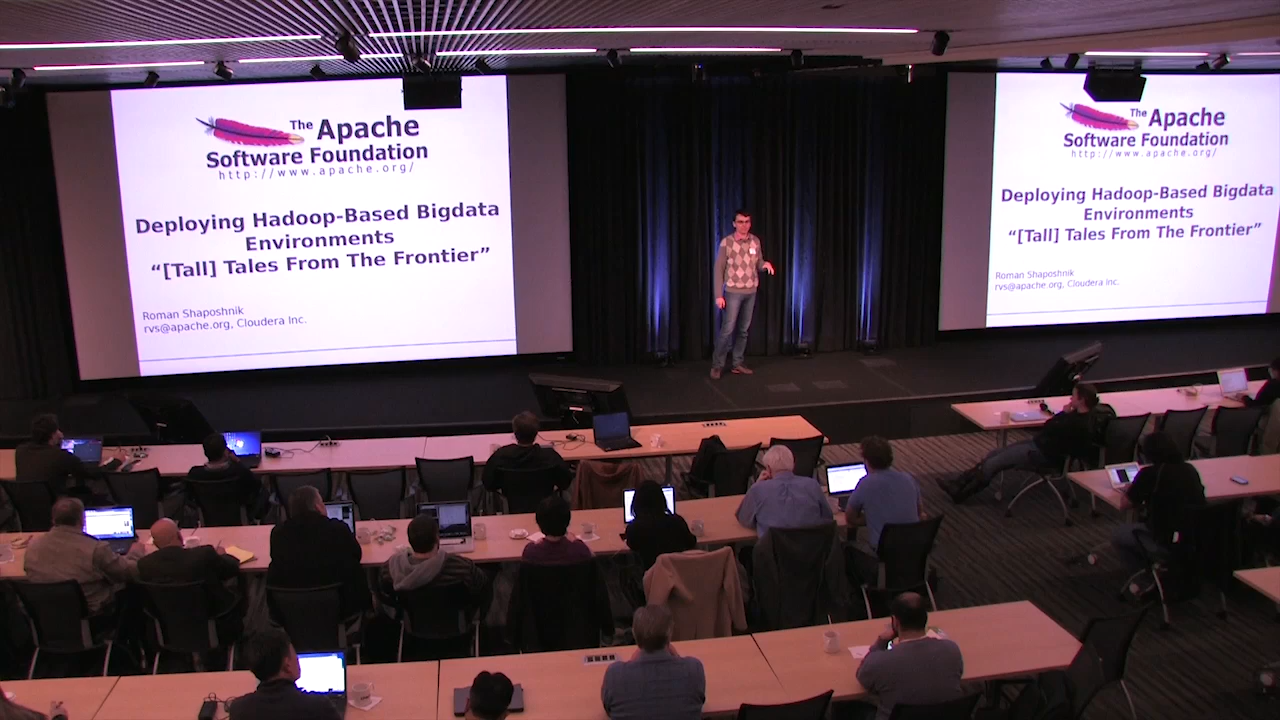 The Apache
Software Foundation
http://www.apache.org/
Deploying Hadoop-Based Bigdata
Environments
“[Tall] Tales From The Frontier”
Roman Shaposhnik
rvs@apache.org, Cloudera Inc.
The Apache
Software Foundation
http://www.apache.org/
Deploying Hadoop-Based Bigdata
Environments
“[Tall] Tales From The Frontier”
Roman Shaposhnik
rvs@apache.org, Cloudera Inc.